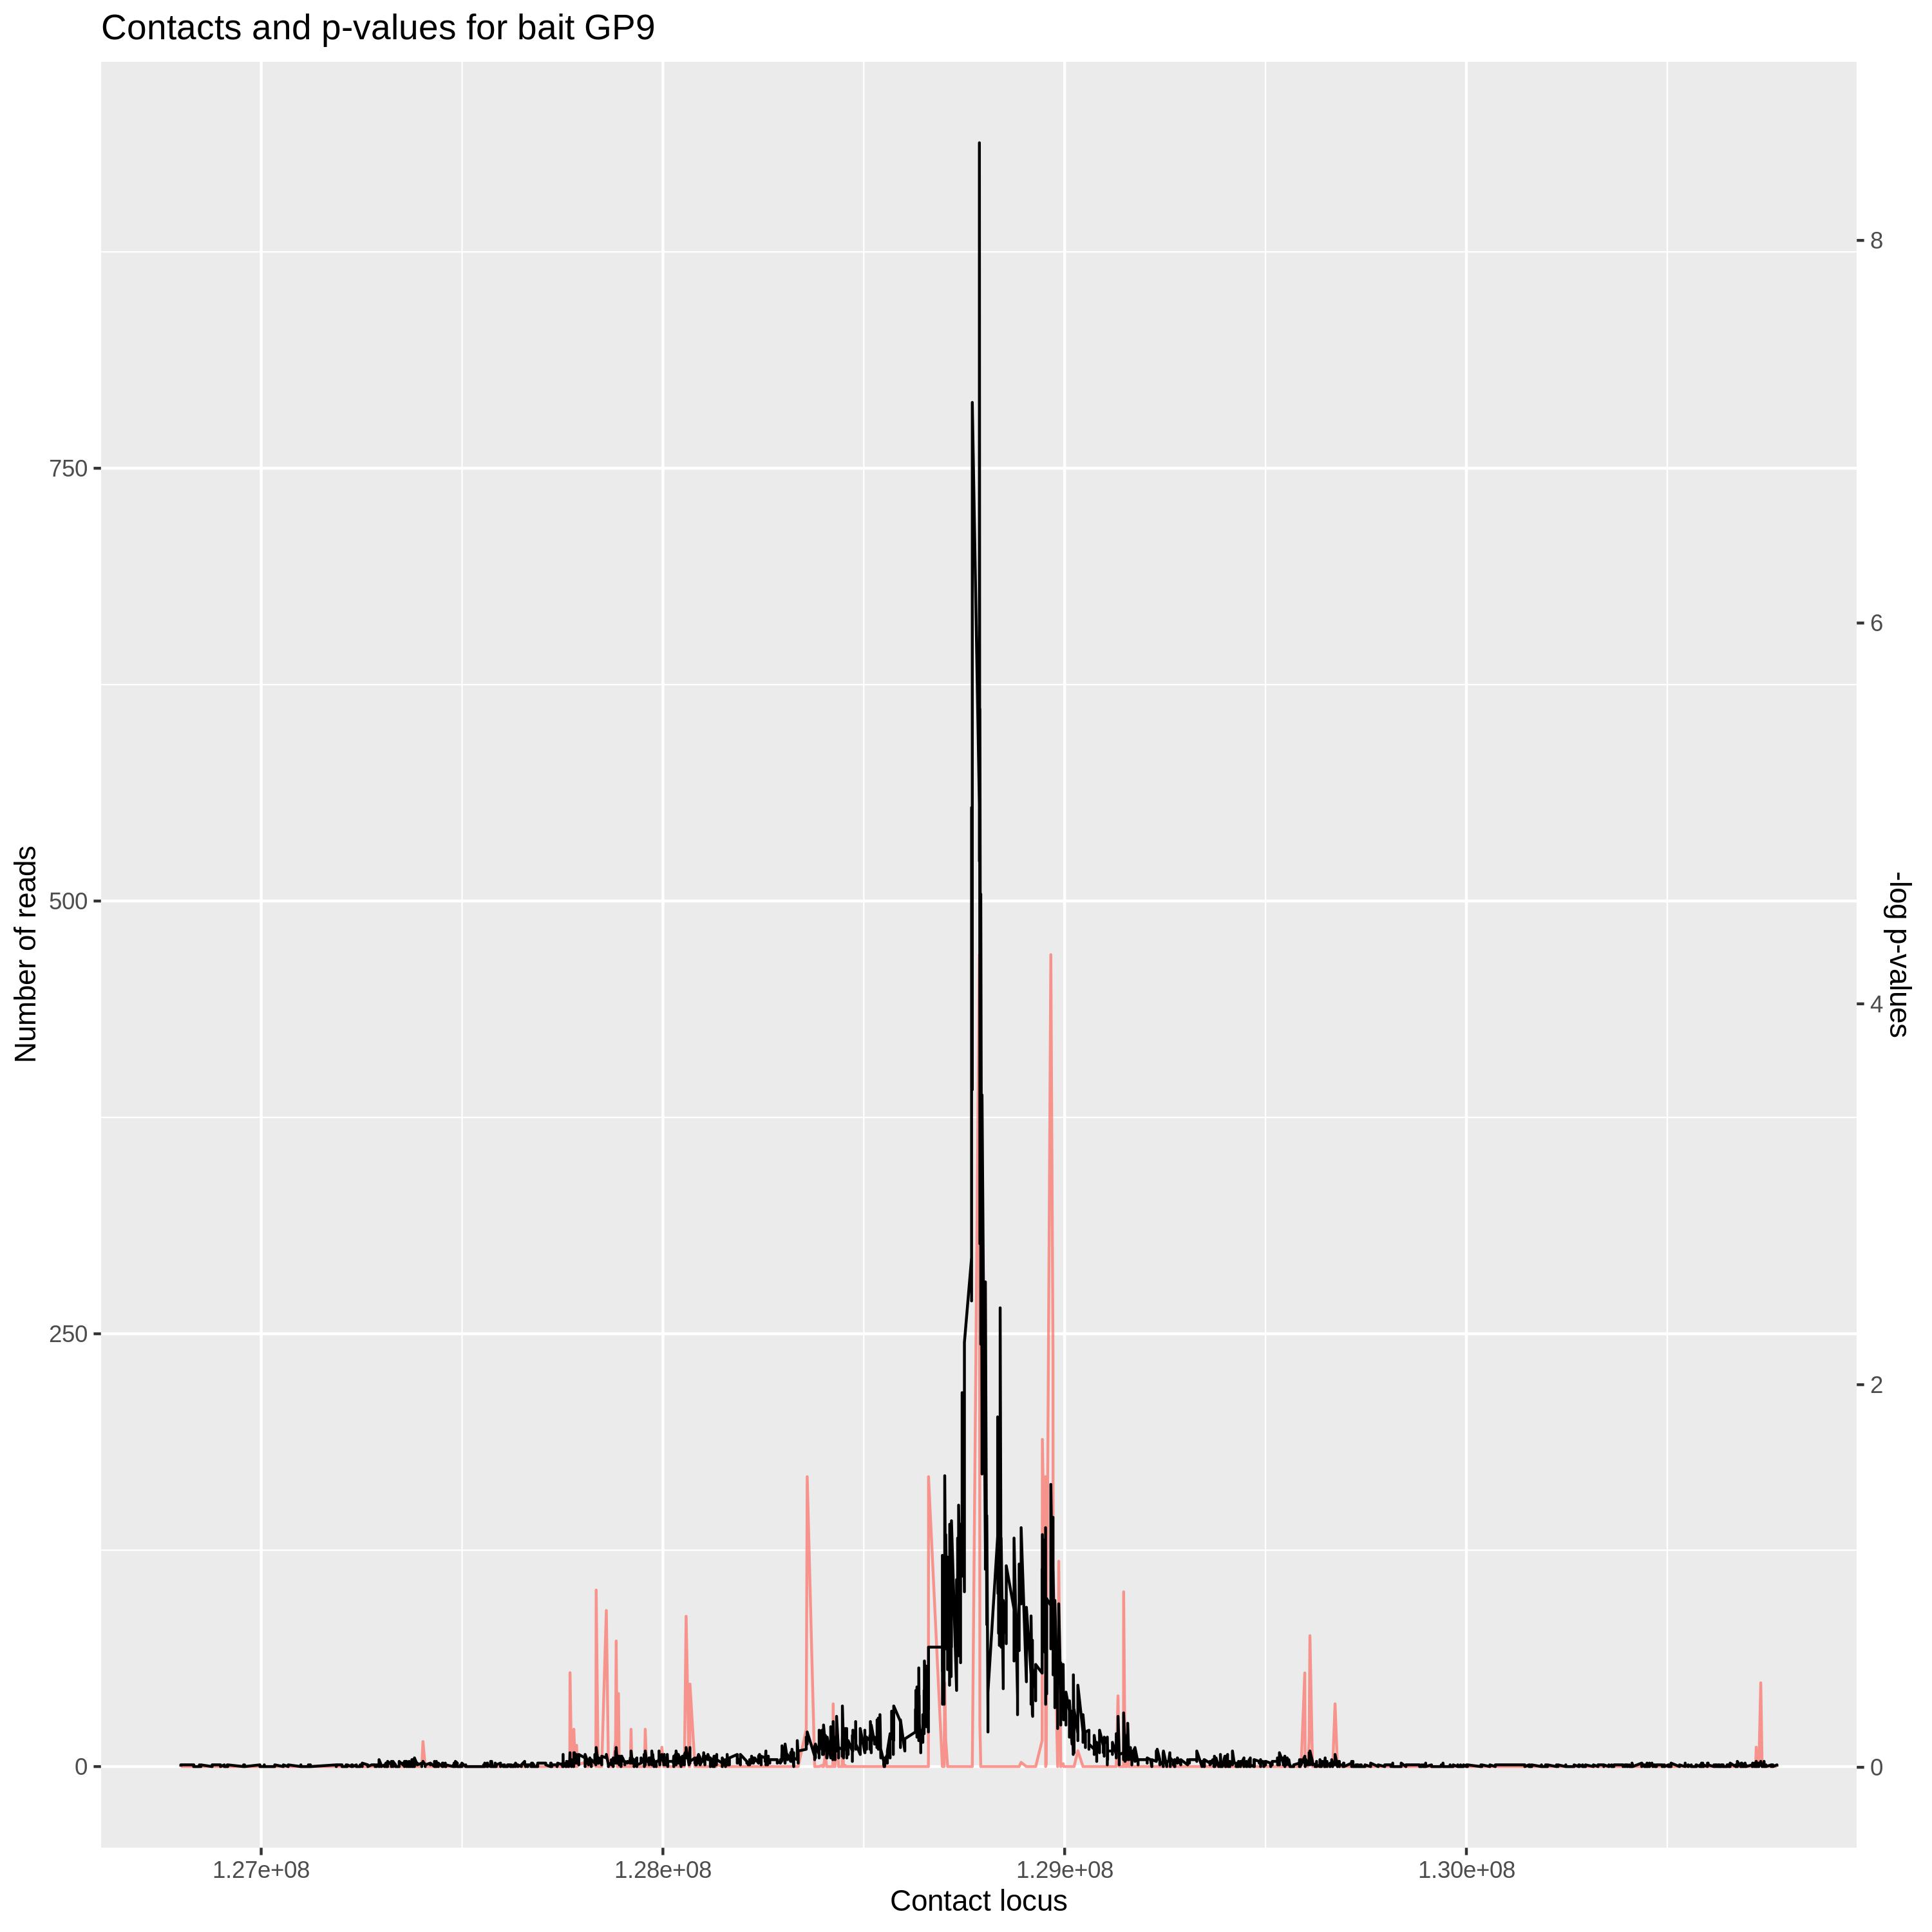 Contacts and p-values for bait GP9
Number of reads
750
500
250
0
8
6
4
2
0
-log p-values
1.27e+08
1.28e+08
1.29e+08
1.30e+08
Contact locus